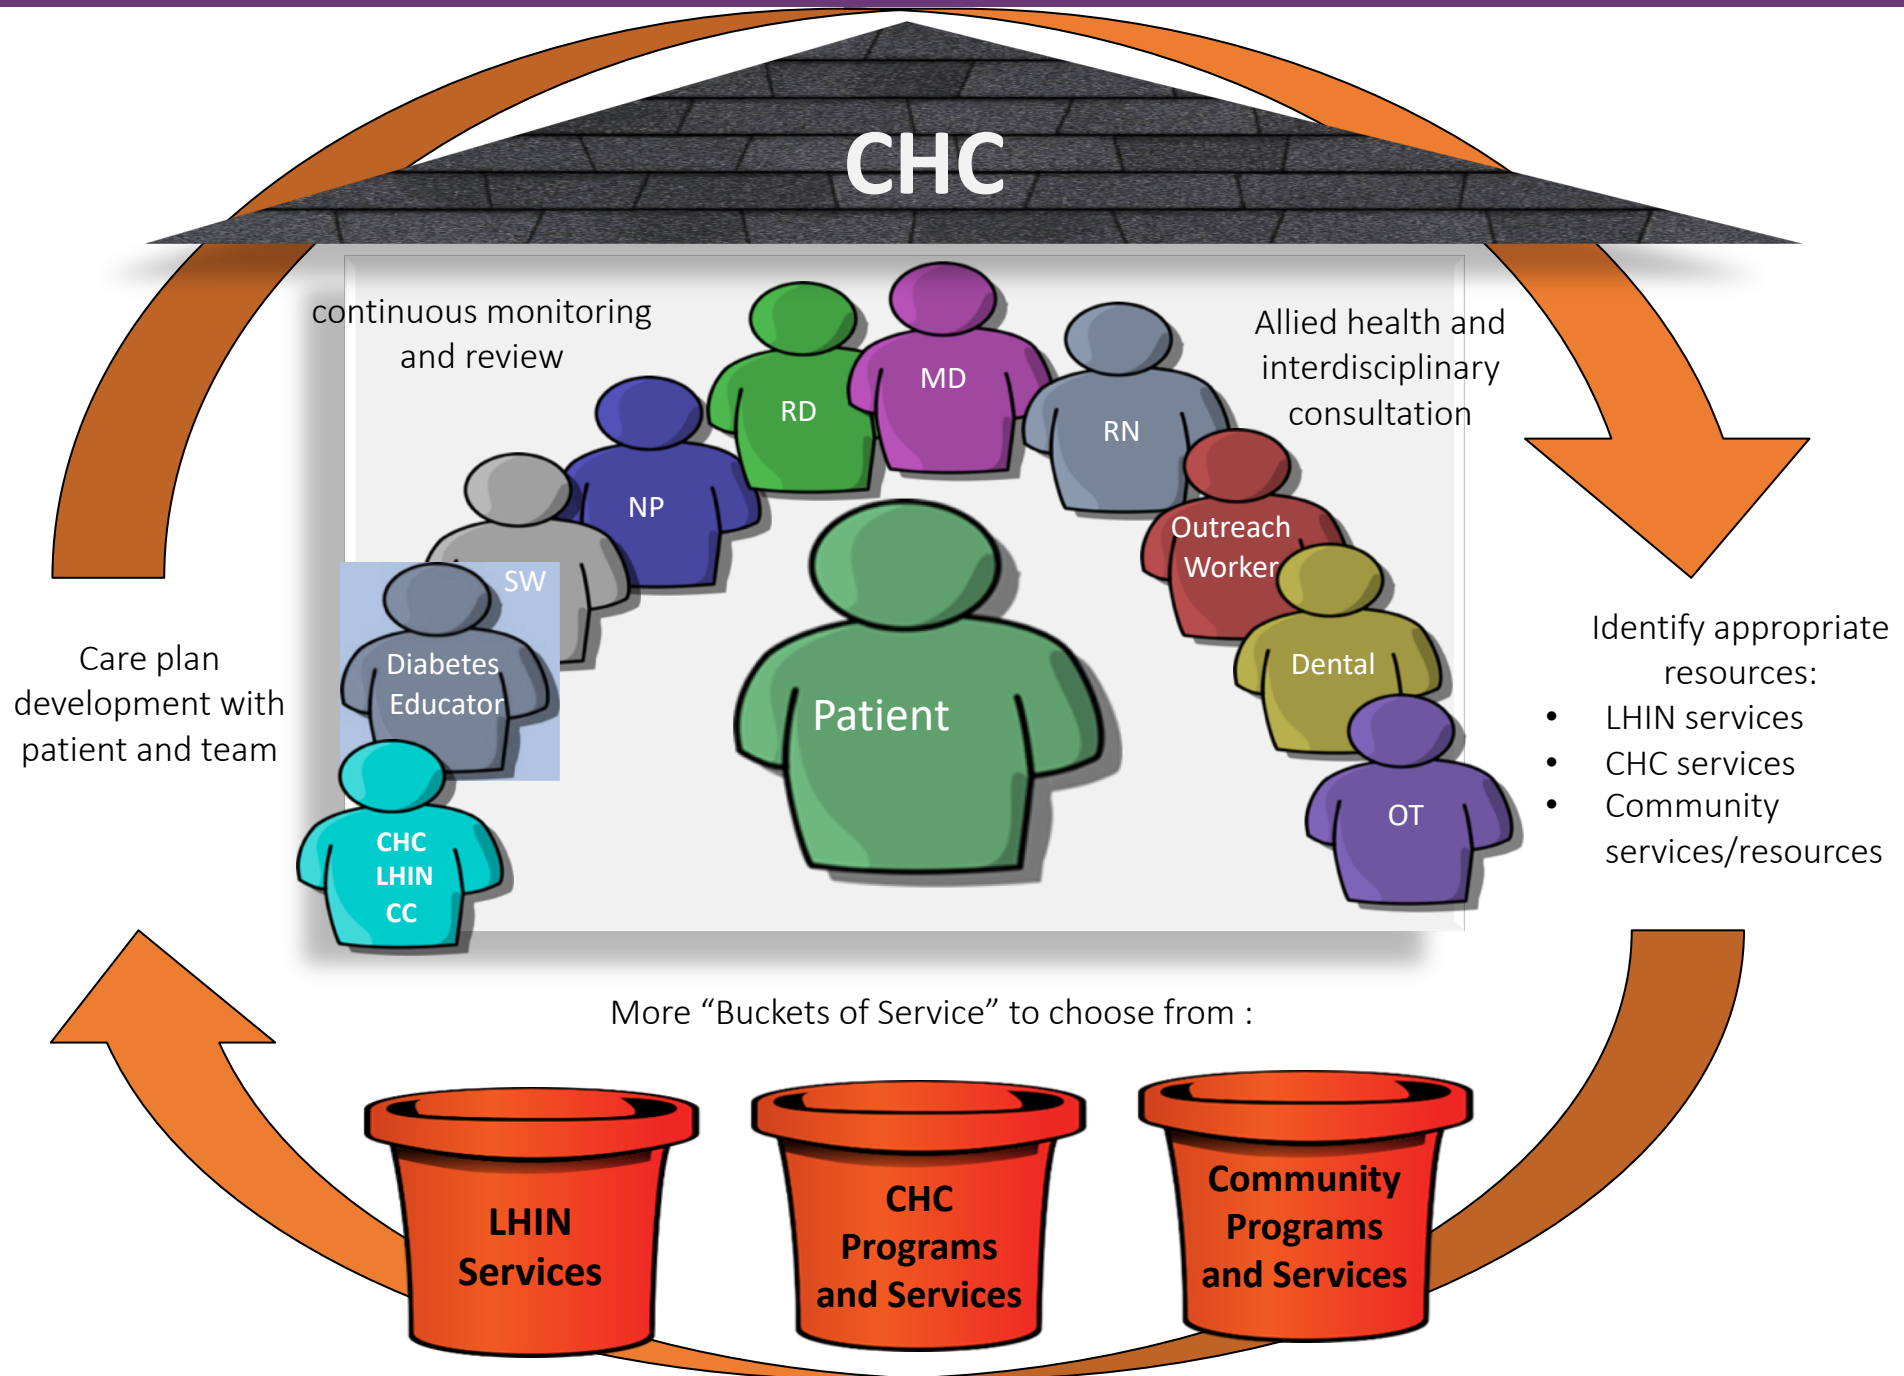 CHC
continuous monitoring
and review
Allied health and
interdisciplinary
consultation
MD
RD
RN
NP
SW
Outreach
Worker
Diabetes
Educator
Dental
Patient
CHC
LHIN
CC
OT
Care plan
development with
patient and team
Identify appropriate
resources:
• LHIN services
• CHC services
• Community
services/resources
More “Buckets of Service” to choose from :
LHIN
Services
CHC
Programs
and Services
Community
Programs
and Services